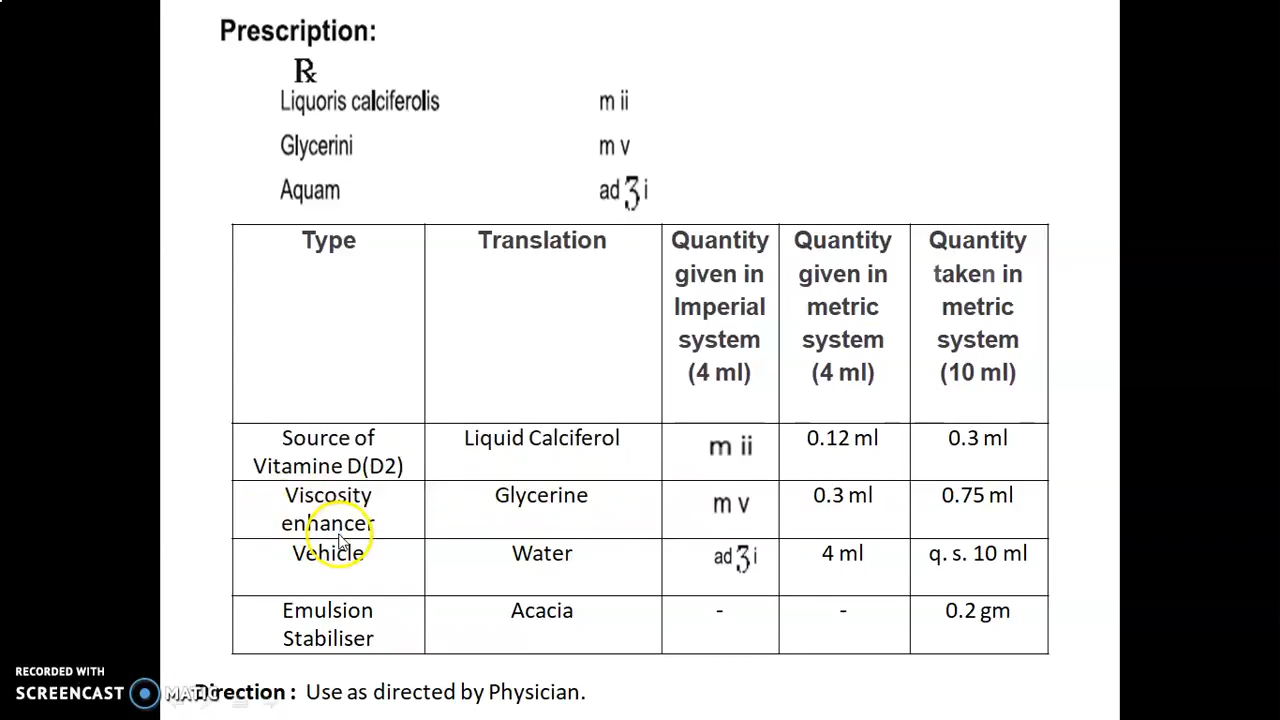 Prescription:
℞
Liquoris calciferolis m ii
Glycerini m v
Aquam ad ʒ i
Type Translation Quantity given in Imperial system (4 ml) Quantity given in metric system (4 ml) Quantity taken in metric system (10 ml)
Source of Vitamine D(D2) Liquid Calciferol m ii 0.12 ml 0.3 ml
Viscosity enhancer Glycerine m v 0.3 ml 0.75 ml
Vehicle Water ad ʒ i 4 ml q. s. 10 ml
Emulsion Stabiliser Acacia - - 0.2 gm
Direction : Use as directed by Physician.
RECORDED WITH
SCREENCAST MATIC